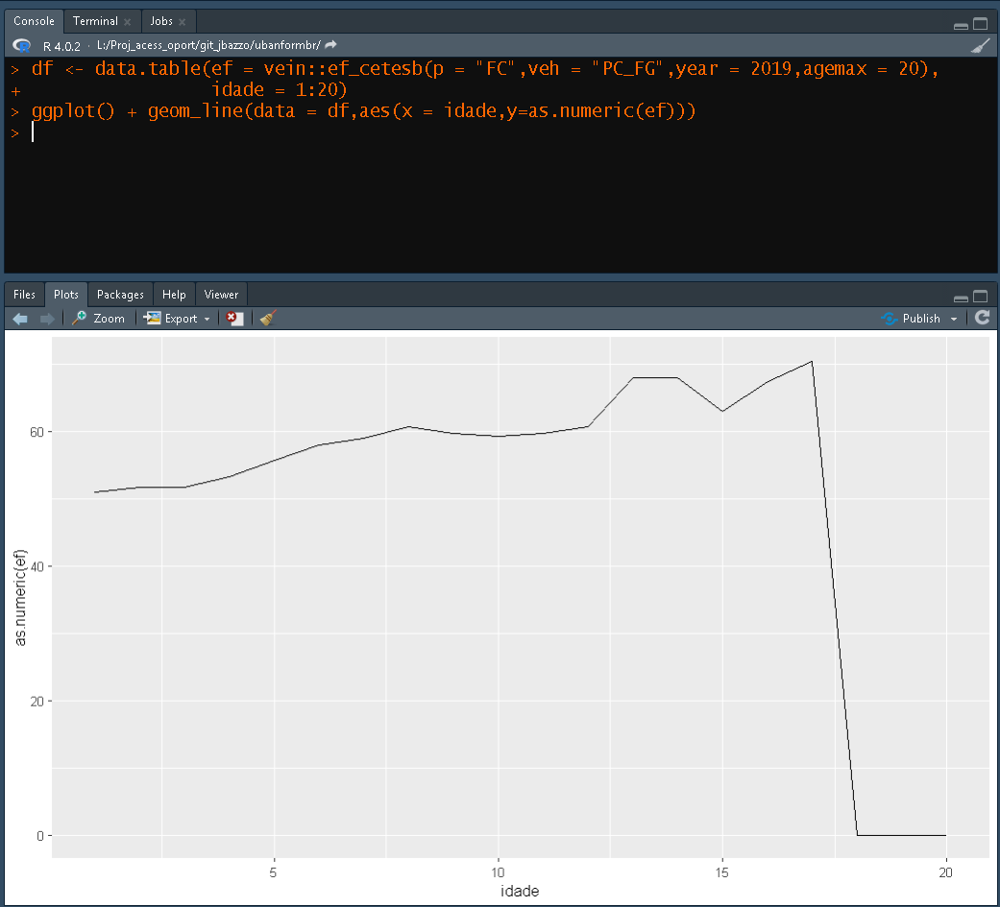 Console Terminal Jobs
R 4.0.2 · L:/Proj_acess_oport/git_jbazzo/ubanformbr/
> df <- data.table(ef = vein::ef_cetesb(p = "FC",veh = "PC_FG",year = 2019,agemax = 20),
+                  idade = 1:20)
> ggplot() + geom_line(data = df,aes(x = idade,y=as.numeric(ef)))
>
Files Plots Packages Help Viewer
Zoom Export Publish
60
40
20
0
as.numeric(ef)
5 10 15 20
idade